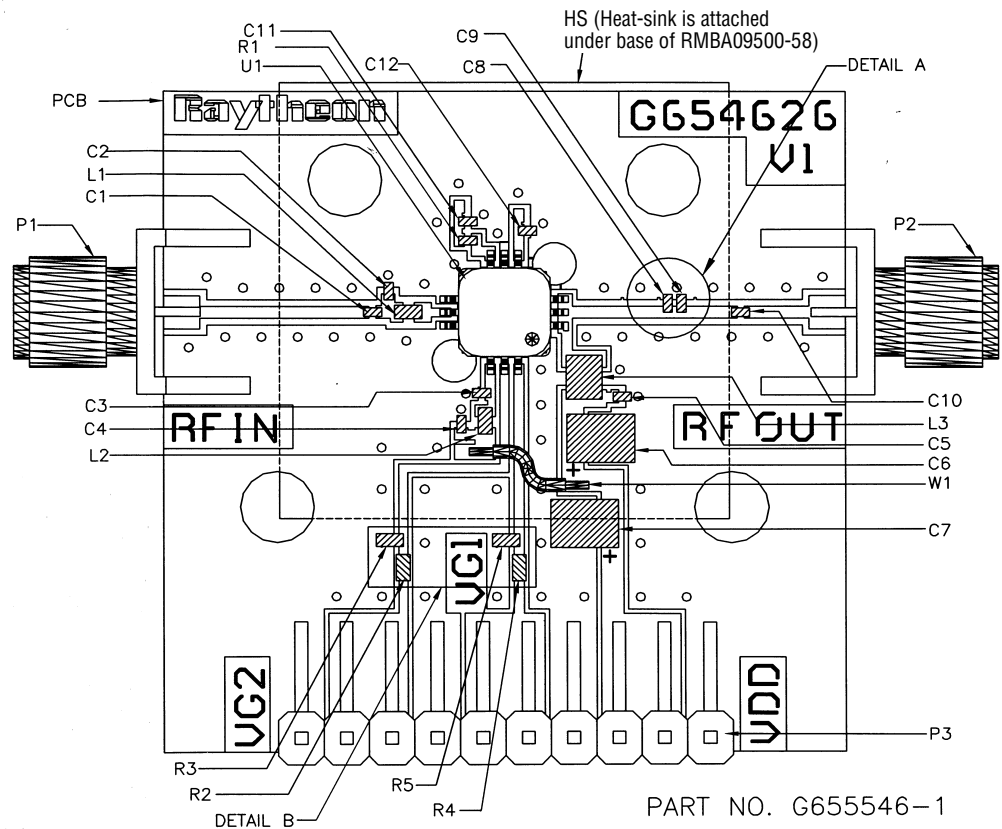 HS (Heat-sink is attached
under base of RMBA09500-58)
C11
R1
U1
C12
C9
C8
DETAIL A
PCB
Raytheon
G654626
V1
C2
L1
C1
P1
P2
C3
C4
L2
RFIN
RFOUT
C10
L3
C5
C6
W1
C7
+
+
VG1
VG2
VDD
P3
R3
R2
DETAIL B
R5
R4
PART NO. G655546-1